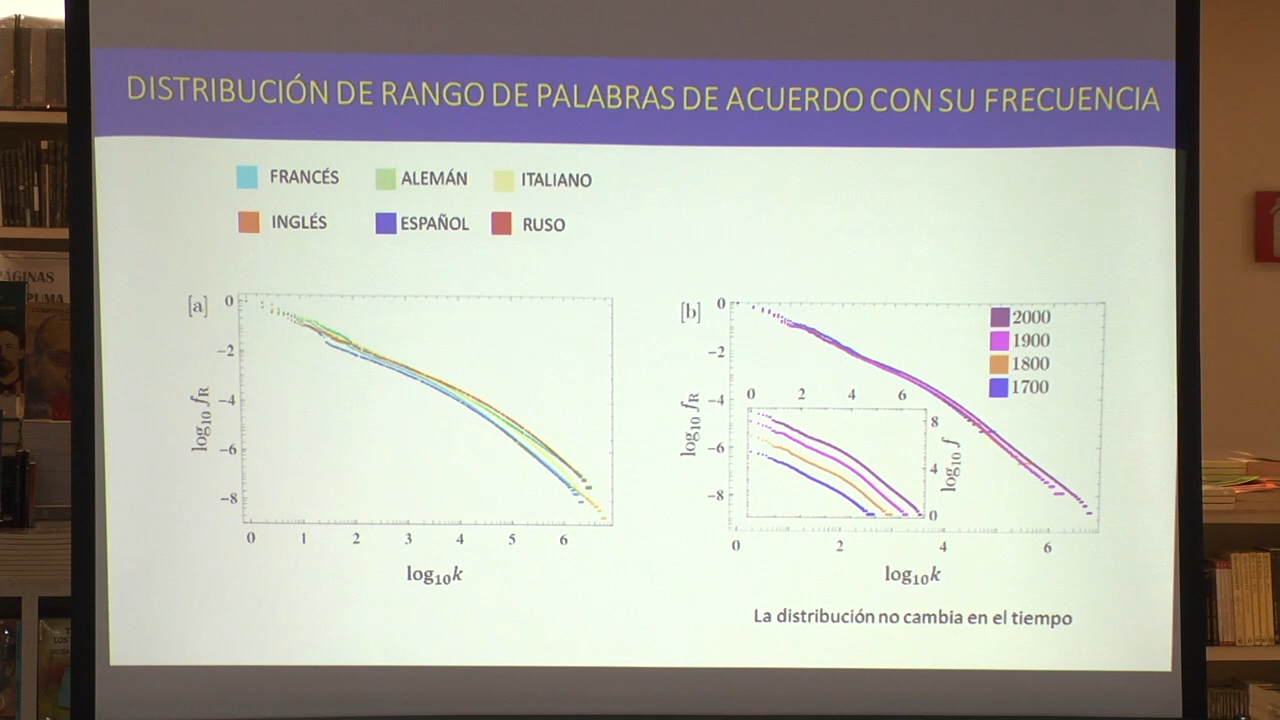 DISTRIBUCIÓN DE RANGO DE PALABRAS DE ACUERDO CON SU FRECUENCIA
FRANCÉS ALEMÁN ITALIANO
INGLÉS ESPAÑOL RUSO
[a]
0
−2
−4
−6
−8
log₁₀ f_R
0 1 2 3 4 5 6
log₁₀k
[b]
0
−2
−4
−6
−8
log₁₀ f_R
2000
1900
1800
1700
0 2 4 6
8
4
0
log₁₀ f
0 2 4 6
log₁₀k
La distribución no cambia en el tiempo
PÁGINAS
PUMA